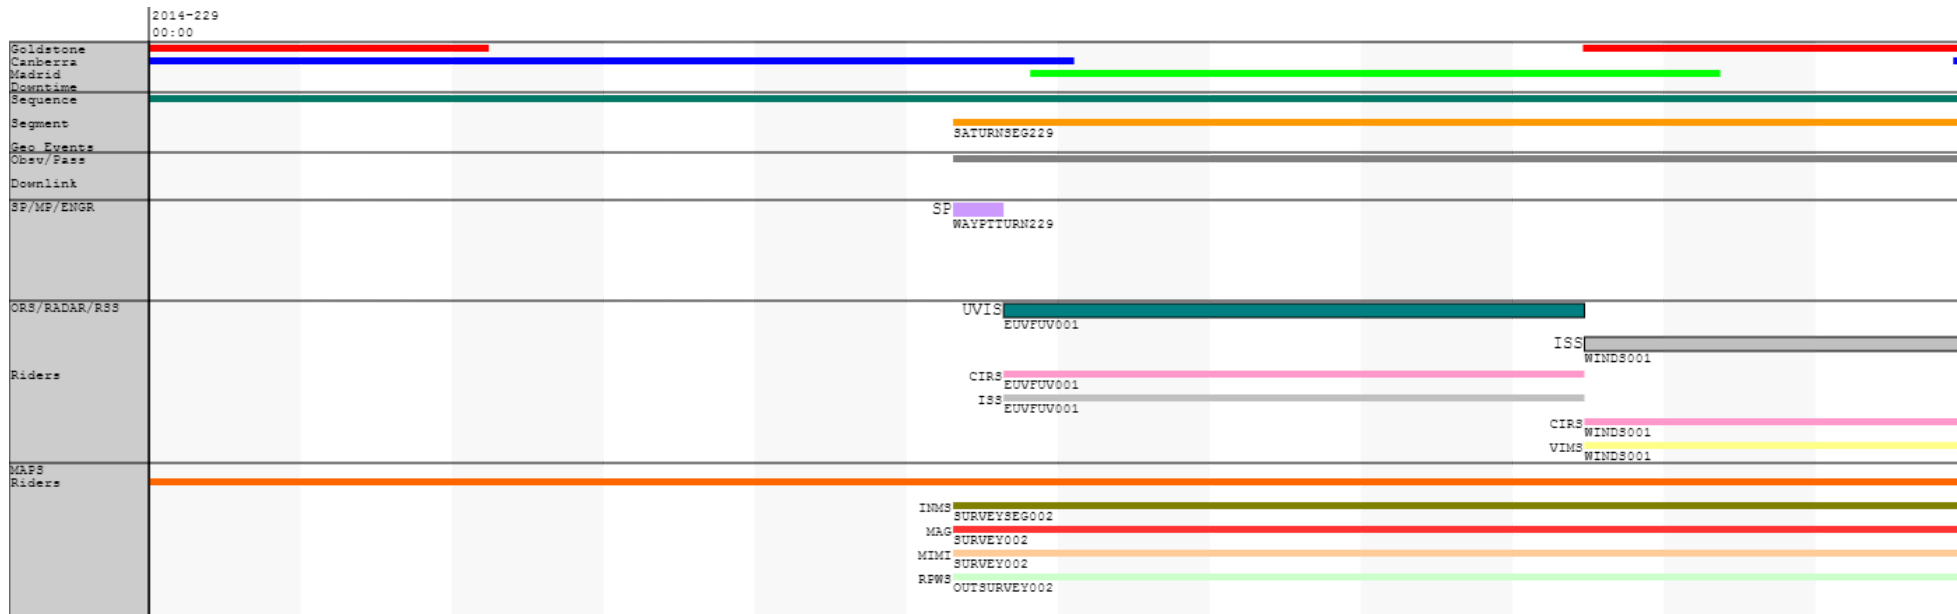 2014-229
00:00
Goldstone
Canberra
Madrid
Downtime
Sequence
Segment
SATURNSEG229
Geo Events
Obsv/Pass
Downlink
SP/MP/ENGR
SP
WAYPTTURN229
ORS/RADAR/RSS
UVIS
EUVFUV001
ISS
WINDS001
Riders
CIRS
EUVFUV001
ISS
EUVFUV001
CIRS
WINDS001
VIMS
WINDS001
MAPS
Riders
INMS
SURVEYSEG002
MAG
SURVEY002
MIMI
SURVEY002
RPWS
OUTSURVEY002